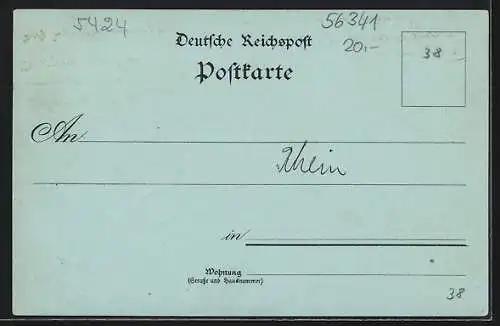 5424
56341
20,-
Deutsche Reichspost
38
Postkarte
An
Rhein
in
Wohnung
(Straße und Hausnummer)
38